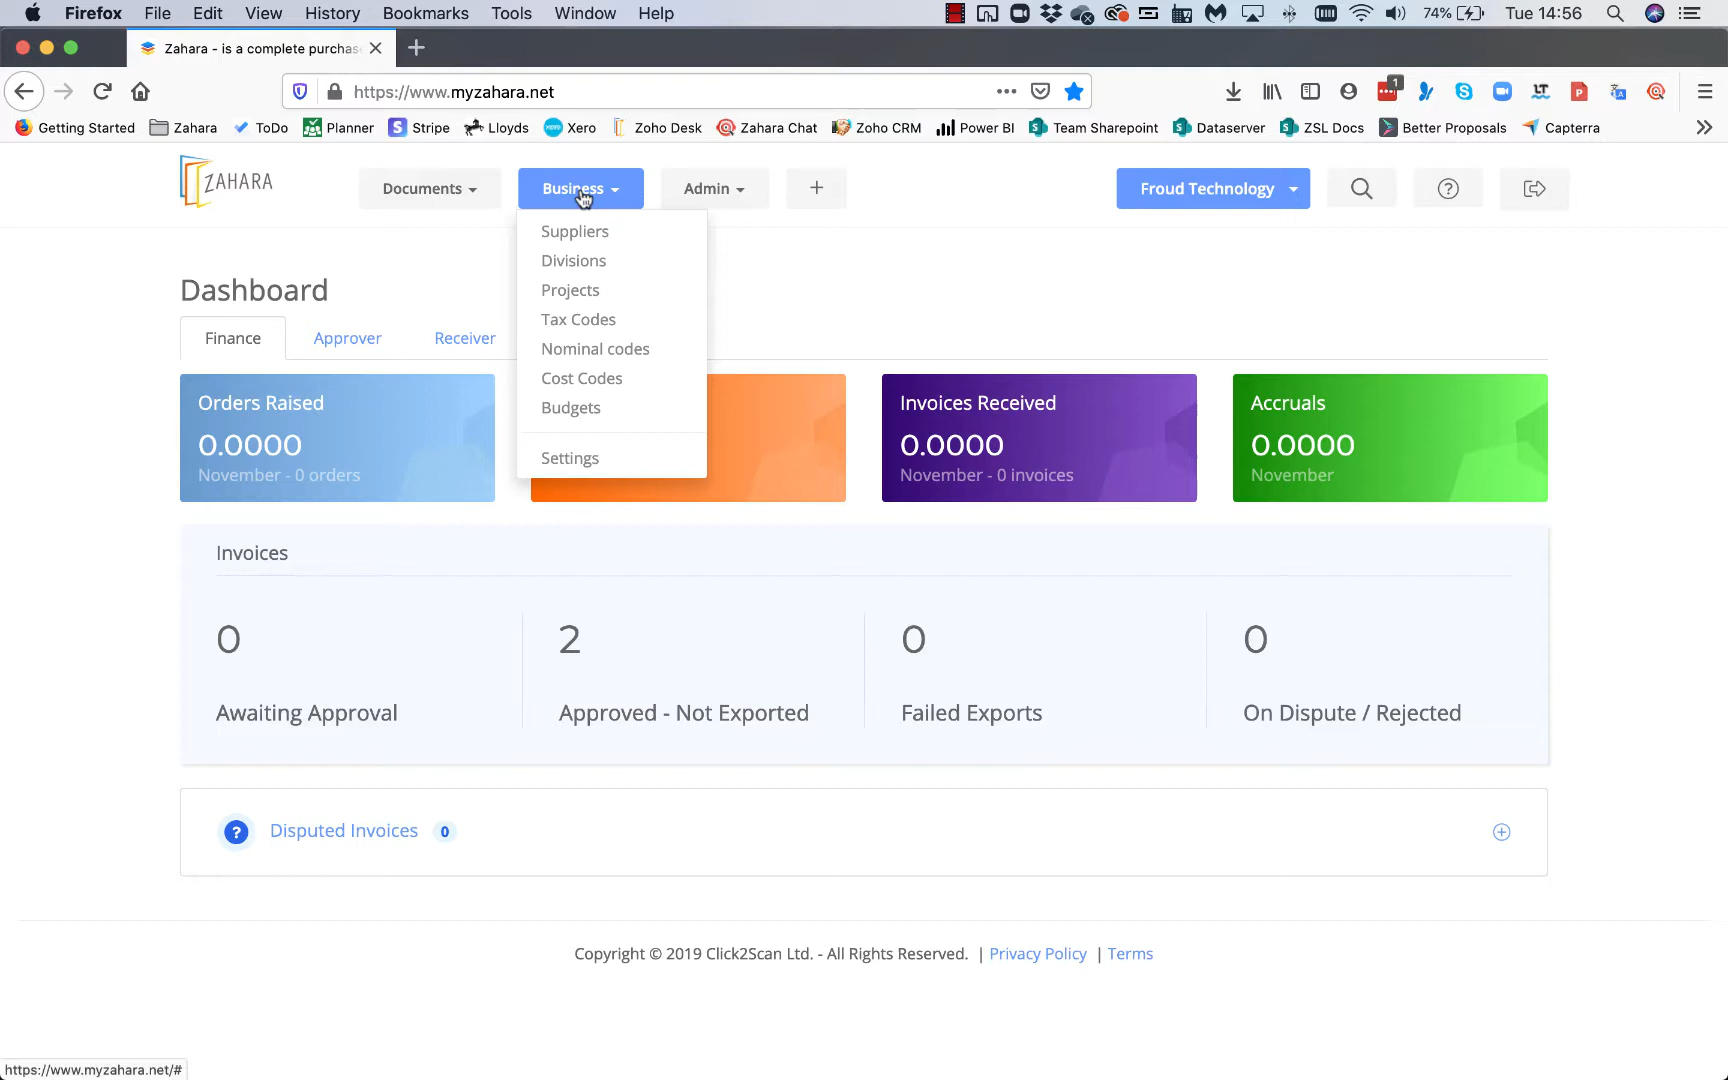 Firefox File Edit View History Bookmarks Tools Window Help 74% Tue 14:56
Zahara - is a complete purchas
https://www.myzahara.net 1
Getting Started Zahara ToDo Planner Stripe Lloyds Xero Zoho Desk Zahara Chat Zoho CRM Power BI Team Sharepoint Dataserver ZSL Docs Better Proposals Capterra
ZAHARA Documents Business Admin + Froud Technology
Suppliers
Divisions
Projects
Tax Codes
Nominal codes
Cost Codes
Budgets
Settings
Dashboard
Finance Approver Receiver
Orders Raised
0.0000
November - 0 orders
Invoices Received
0.0000
November - 0 invoices
Accruals
0.0000
November
Invoices
0 2 0 0
Awaiting Approval Approved - Not Exported Failed Exports On Dispute / Rejected
? Disputed Invoices 0
Copyright © 2019 Click2Scan Ltd. - All Rights Reserved. | Privacy Policy | Terms
https://www.myzahara.net/#